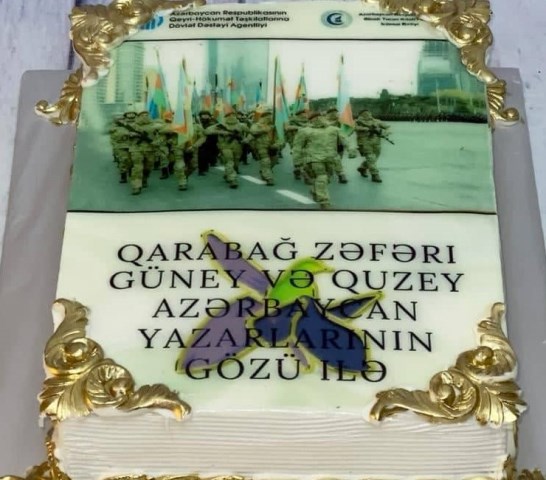 Azərbaycan Respublikasının
Qeyri-Hökumət Təşkilatlarına
Dövlət Dəstəyi Agentliyi
QARABAĞ ZƏFƏRİ
GÜNEY VƏ QUZEY
AZƏRBAYCAN
YAZARLARININ
GÖZÜ İLƏ